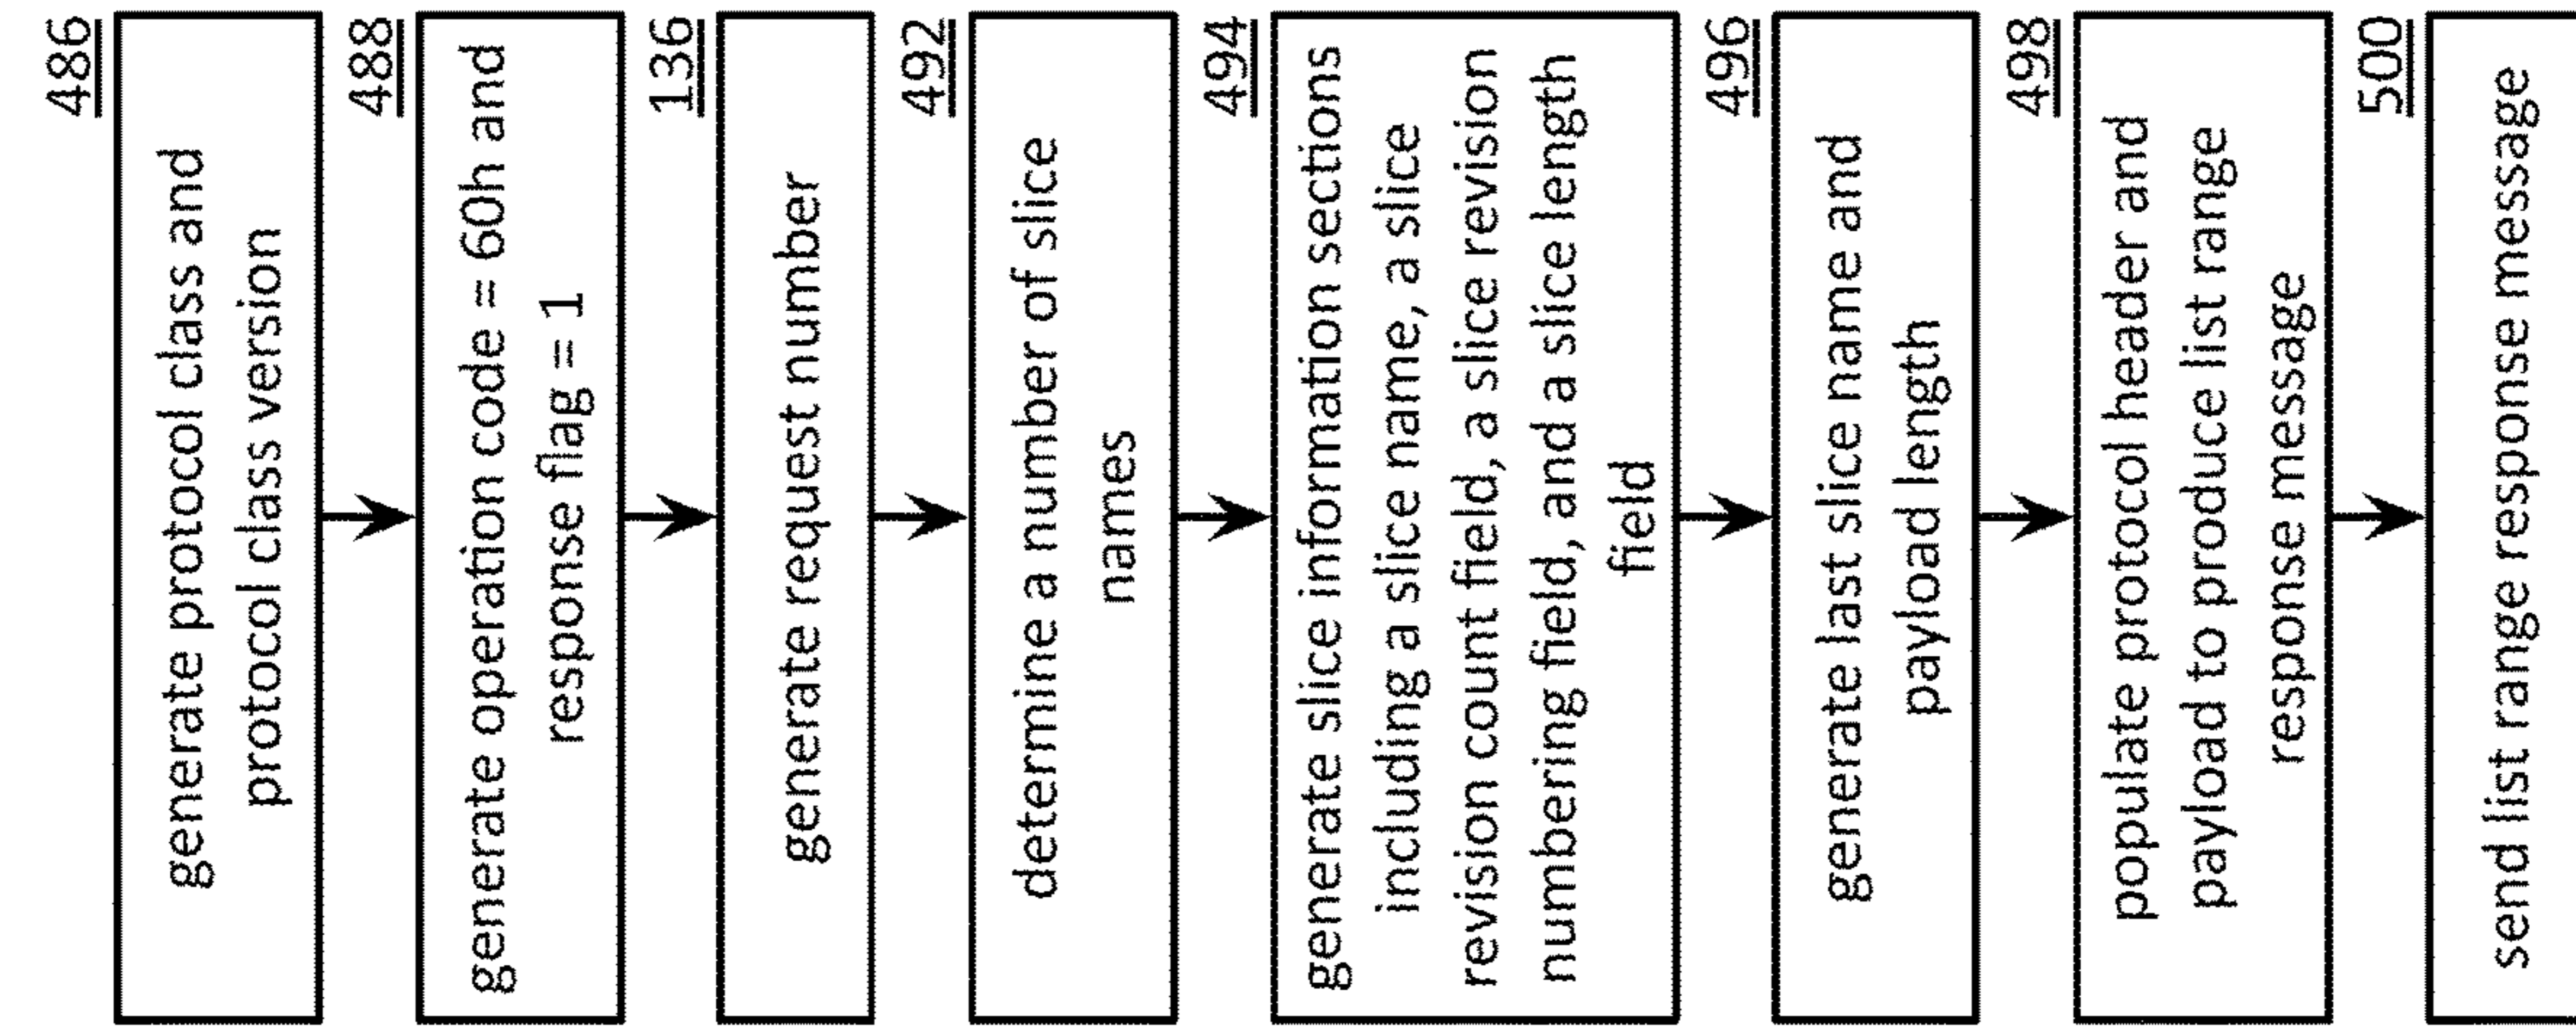 486
generate protocol class and
protocol class version
488
generate operation code = 60h and
response flag = 1
136
generate request number
492
determine a number of slice
names
494
generate slice information sections
including a slice name, a slice
revision count field, a slice revision
numbering field, and a slice length
field
496
generate last slice name and
payload length
498
populate protocol header and
payload to produce list range
response message
500
send list range response message